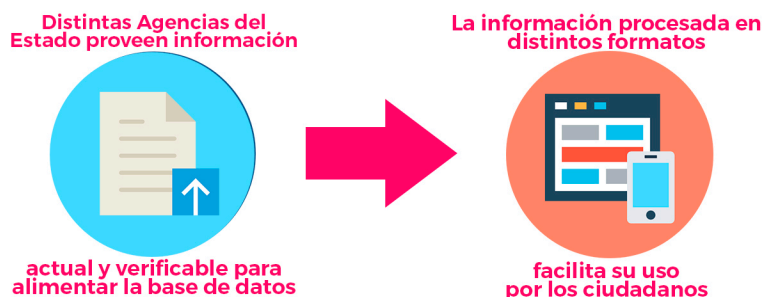 Distintas Agencias del
Estado proveen información
actual y verificable para
alimentar la base de datos
La información procesada en
distintos formatos
facilita su uso
por los ciudadanos